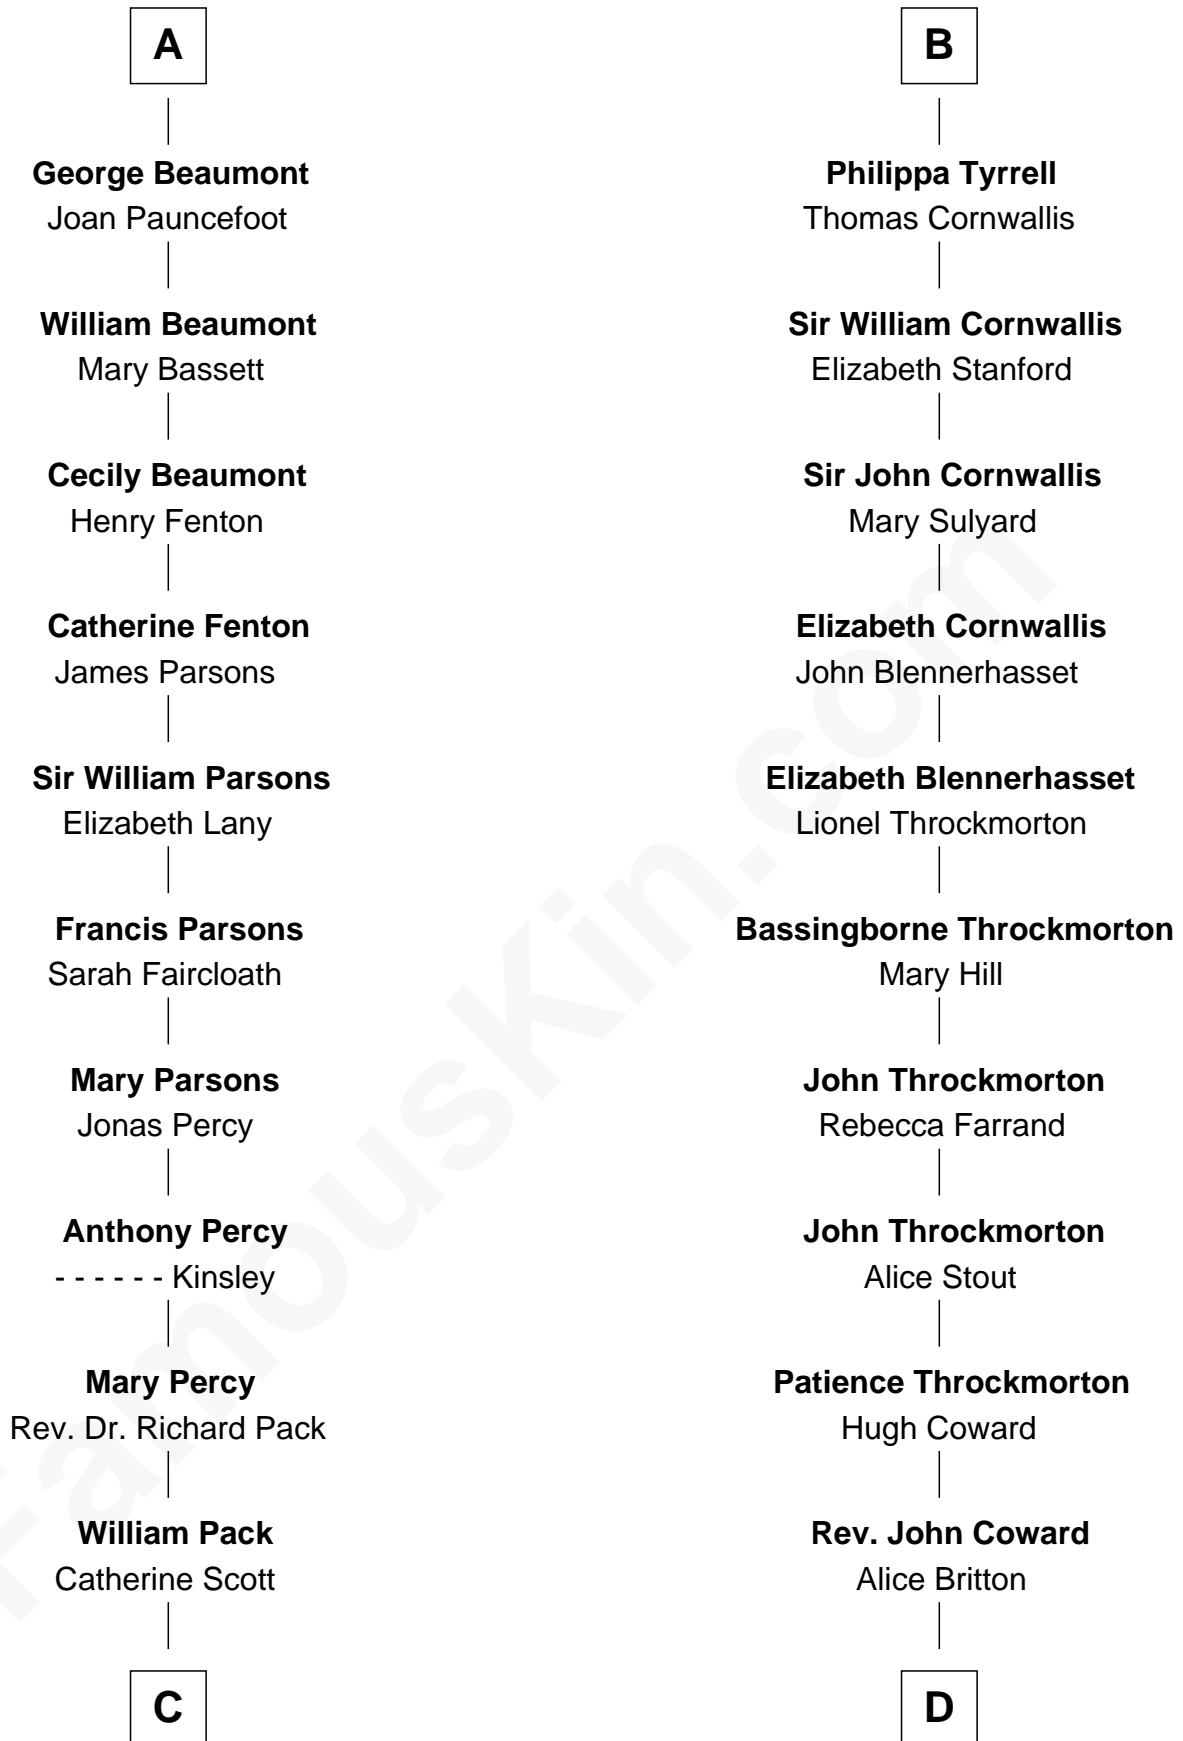 A
George Beaumont
Joan Pauncefoot
William Beaumont
Mary Bassett
Cecily Beaumont
Henry Fenton
Catherine Fenton
James Parsons
Sir William Parsons
Elizabeth Lany
Francis Parsons
Sarah Faircloath
Mary Parsons
Jonas Percy
Anthony Percy
- - - - - - Kinsley
Mary Percy
Rev. Dr. Richard Pack
William Pack
Catherine Scott
C
B
Philippa Tyrrell
Thomas Cornwallis
Sir William Cornwallis
Elizabeth Stanford
Sir John Cornwallis
Mary Sulyard
Elizabeth Cornwallis
John Blennerhasset
Elizabeth Blennerhasset
Lionel Throckmorton
Bassingborne Throckmorton
Mary Hill
John Throckmorton
Rebecca Farrand
John Throckmorton
Alice Stout
Patience Throckmorton
Hugh Coward
Rev. John Coward
Alice Britton
D
FamousKin.com